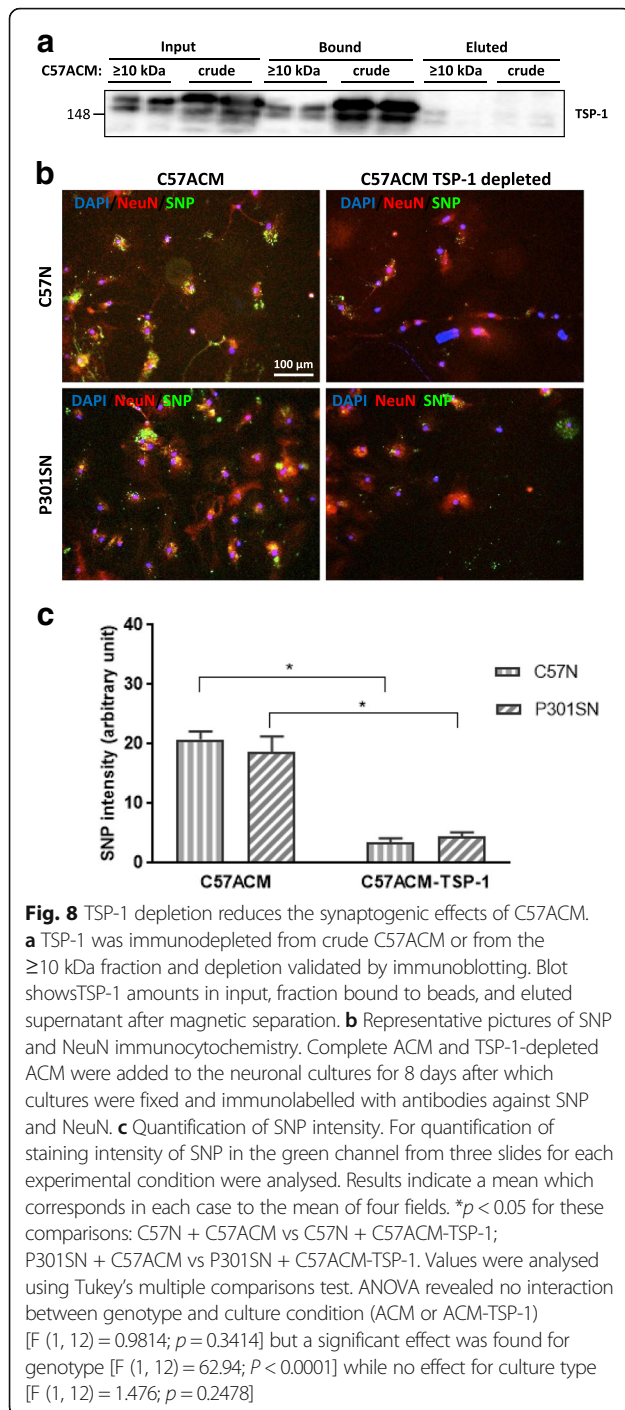 a
Input Bound Eluted
C57ACM: ≥10 kDa crude ≥10 kDa crude ≥10 kDa crude
148 TSP-1
b
C57ACM C57ACM TSP-1 depleted
DAPI/NeuN/SNP DAPI/NeuN/SNP
C57N
100 µm
DAPI NeuN SNP DAPI NeuN SNP
P301SN
c
SNP intensity (arbitrary unit)
40
30
20
10
0
* *
C57N
P301SN
C57ACM C57ACM-TSP-1
Fig. 8 TSP-1 depletion reduces the synaptogenic effects of C57ACM.
a TSP-1 was immunodepleted from crude C57ACM or from the
≥10 kDa fraction and depletion validated by immunoblotting. Blot
showsTSP-1 amounts in input, fraction bound to beads, and eluted
supernatant after magnetic separation. b Representative pictures of SNP
and NeuN immunocytochemistry. Complete ACM and TSP-1-depleted
ACM were added to the neuronal cultures for 8 days after which
cultures were fixed and immunolabelled with antibodies against SNP
and NeuN. c Quantification of SNP intensity. For quantification of
staining intensity of SNP in the green channel from three slides for each
experimental condition were analysed. Results indicate a mean which
corresponds in each case to the mean of four fields. *p < 0.05 for these
comparisons: C57N + C57ACM vs C57N + C57ACM-TSP-1;
P301SN + C57ACM vs P301SN + C57ACM-TSP-1. Values were analysed
using Tukey's multiple comparisons test. ANOVA revealed no interaction
between genotype and culture condition (ACM or ACM-TSP-1)
[F (1, 12) = 0.9814; p = 0.3414] but a significant effect was found for
genotype [F (1, 12) = 62.94; P < 0.0001] while no effect for culture type
[F (1, 12) = 1.476; p = 0.2478]